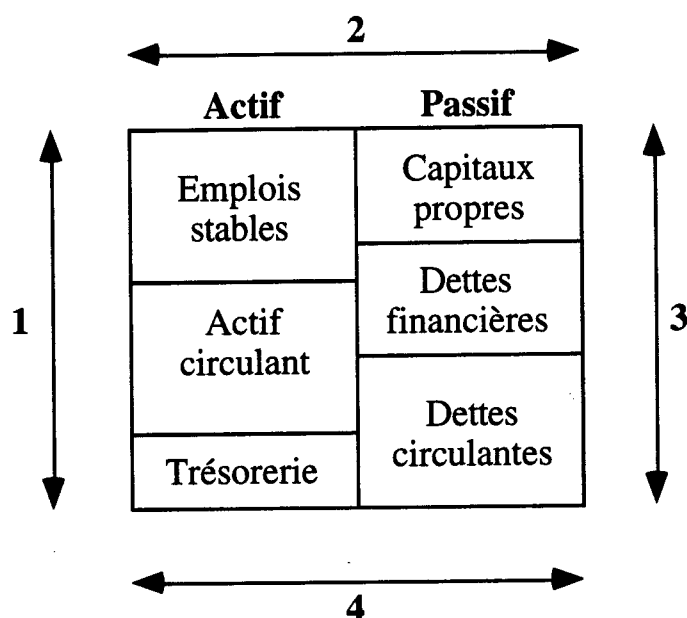 2
Actif Passif
Emplois
stables
Capitaux
propres
Dettes
financières
1
Actif
circulant
3
Dettes
circulantes
Trésorerie
4